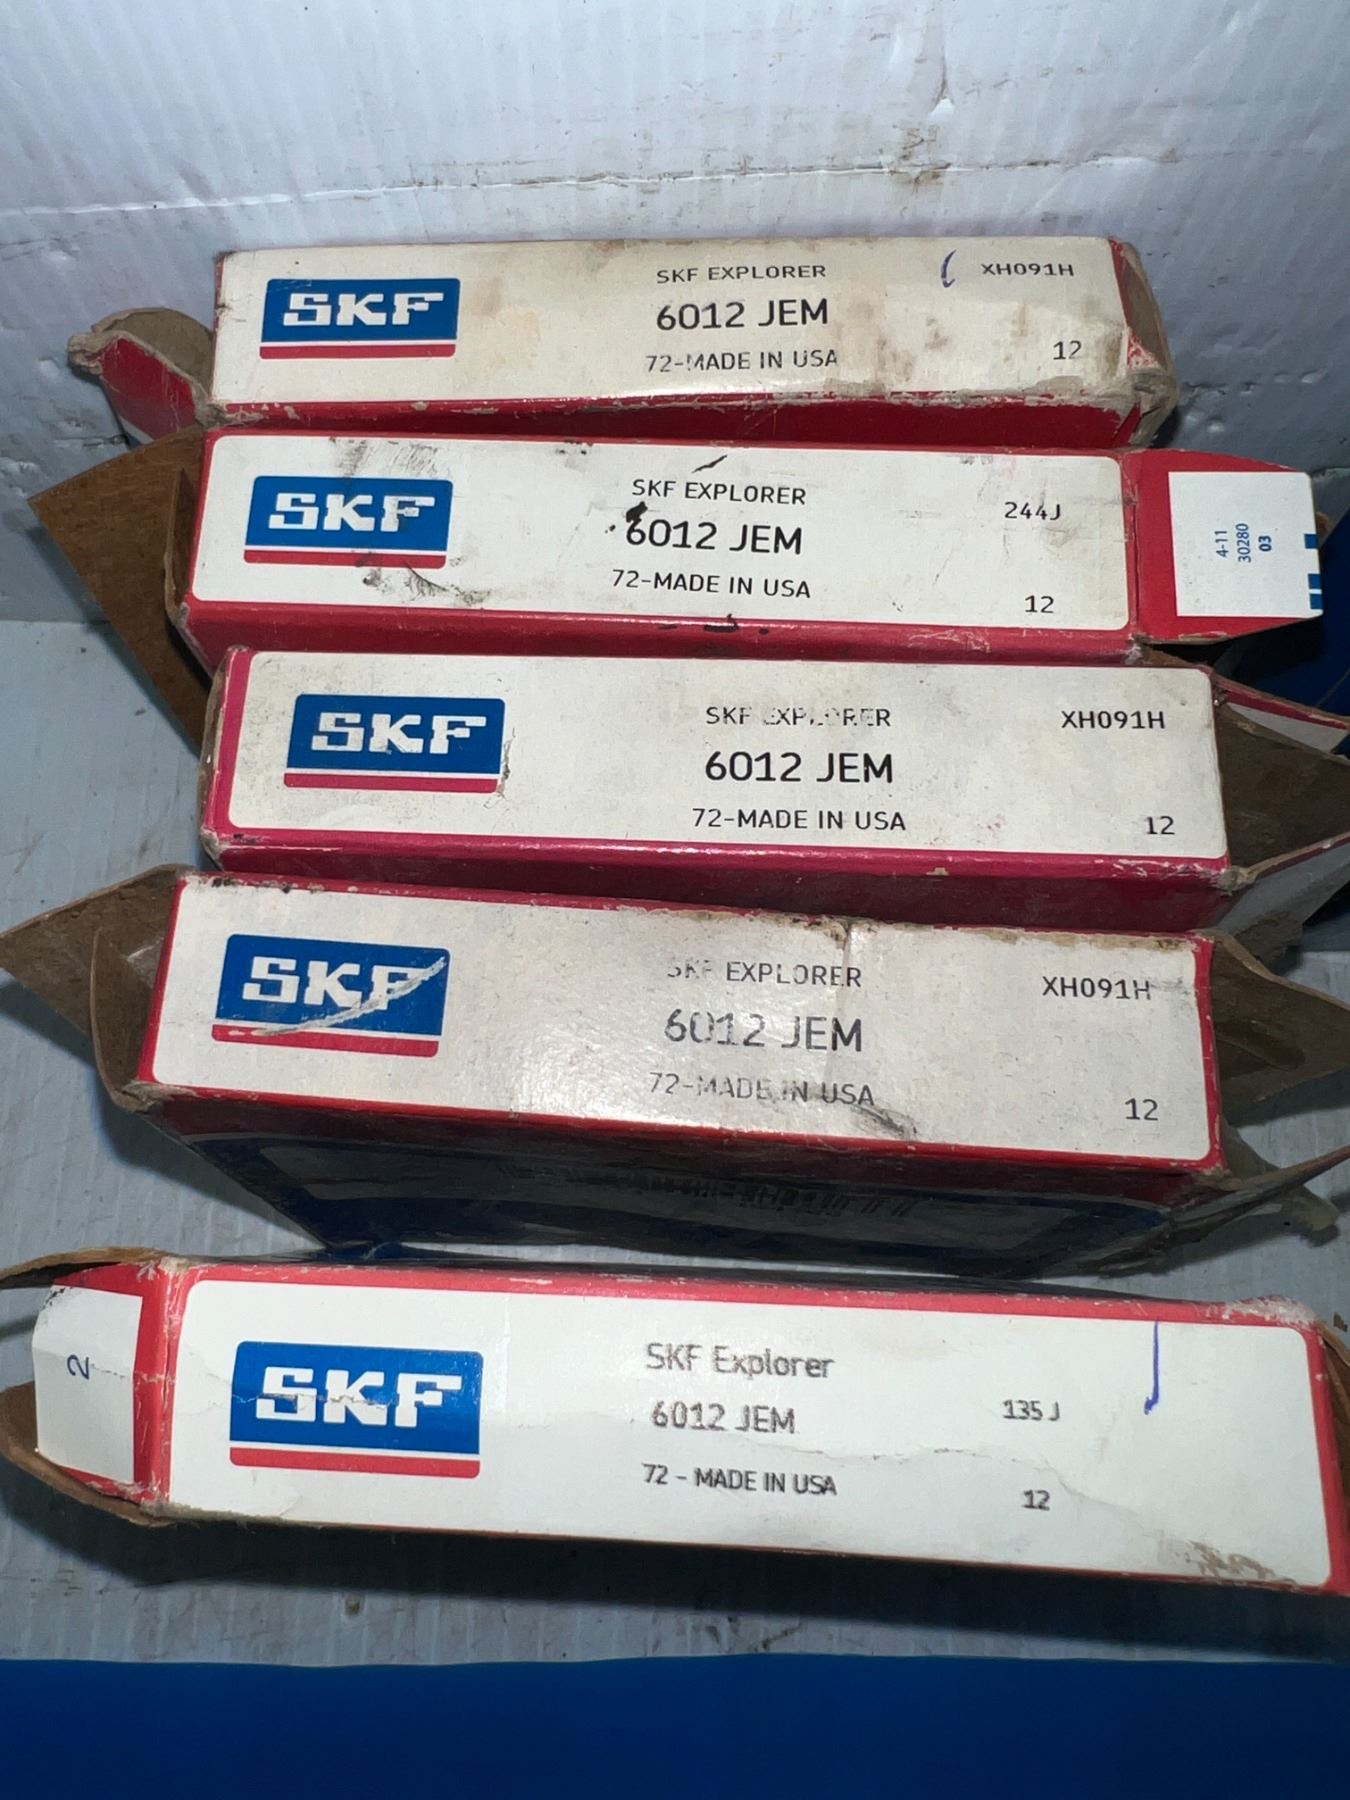 SKF
SKF EXPLORER
6012 JEM
72-MADE IN USA
XH091H
12
SKF
SKF EXPLORER
6012 JEM
72-MADE IN USA
244J
12
4-11
30280
03
SKF
SKF EXPLORER
6012 JEM
72-MADE IN USA
XH091H
12
SKF
SKF EXPLORER
6012 JEM
72-MADE IN USA
XH091H
12
2
SKF
SKF Explorer
6012 JEM
72 - MADE IN USA
135 J
12